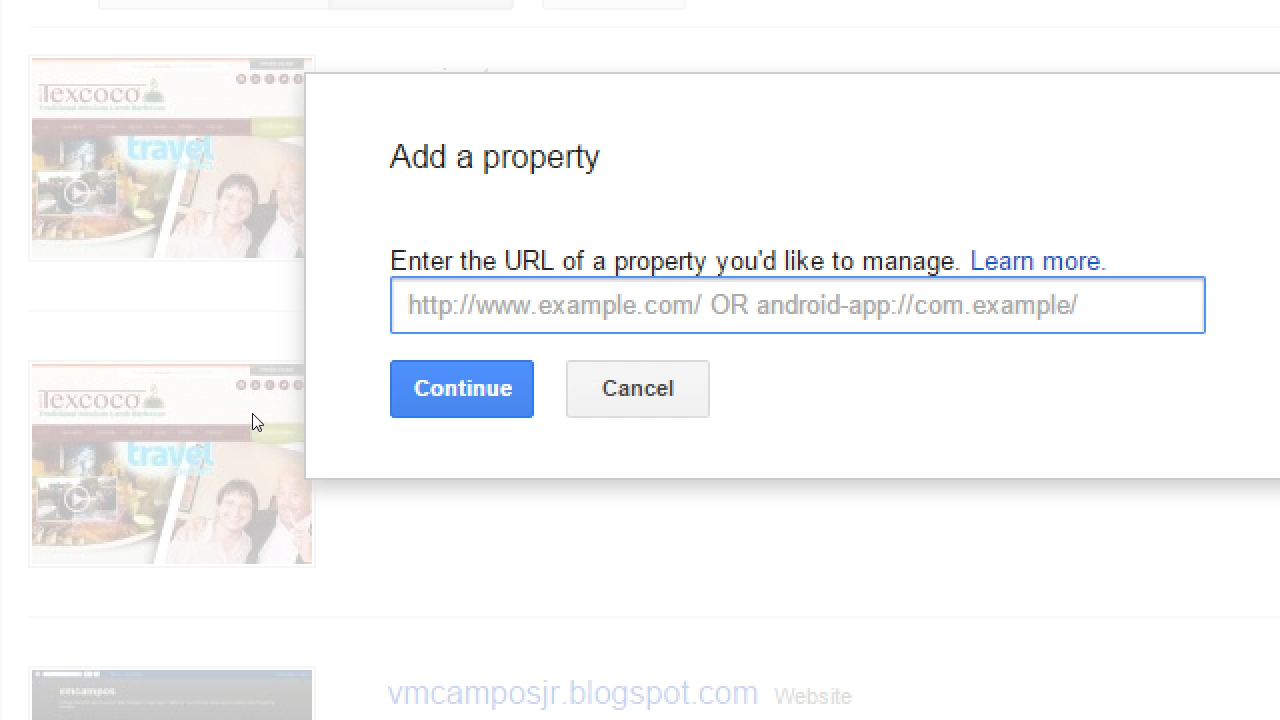 Texcoco
travel
Add a property
Enter the URL of a property you'd like to manage. Learn more.
http://www.example.com/ OR android-app://com.example/
Continue Cancel
Texcoco
travel
vmcampos
vmcamposjr.blogspot.com Website